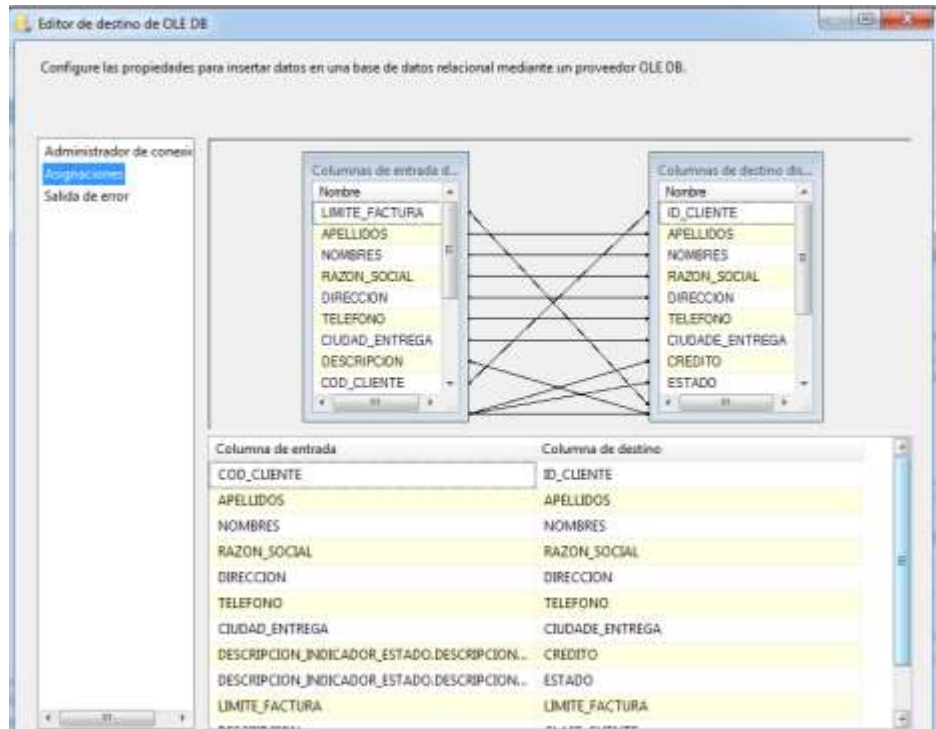 Editor de destino de OLE DB
Configure las propiedades para insertar datos en una base de datos relacional mediante un proveedor OLE DB.
Administrador de conexi
Asignaciones
Salida de error
Columnas de entrada d...
Nombre
LIMITE_FACTURA
APELLIDOS
NOMBRES
RAZON_SOCIAL
DIRECCION
TELEFONO
CIUDAD_ENTREGA
DESCRIPCION
COD_CLIENTE
Columnas de destino dis...
Nombre
ID_CLIENTE
APELLIDOS
NOMBRES
RAZON_SOCIAL
DIRECCION
TELEFONO
CIUDADE_ENTREGA
CREDITO
ESTADO
Columna de entrada Columna de destino
COD_CLIENTE ID_CLIENTE
APELLIDOS APELLIDOS
NOMBRES NOMBRES
RAZON_SOCIAL RAZON_SOCIAL
DIRECCION DIRECCION
TELEFONO TELEFONO
CIUDAD_ENTREGA CIUDADE_ENTREGA
DESCRIPCION_INDICADOR_ESTADO.DESCRIPCION... CREDITO
DESCRIPCION_INDICADOR_ESTADO.DESCRIPCION... ESTADO
LIMITE_FACTURA LIMITE_FACTURA